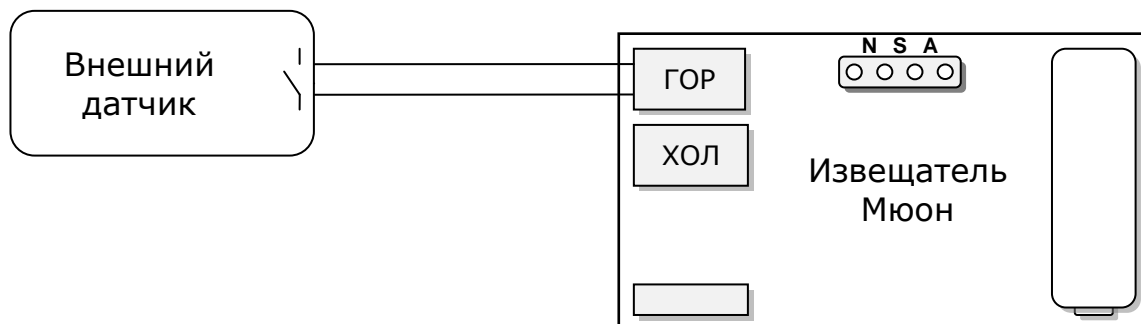 Внешний
датчик
ГОР
ХОЛ
N S A
Извещатель
Мюон